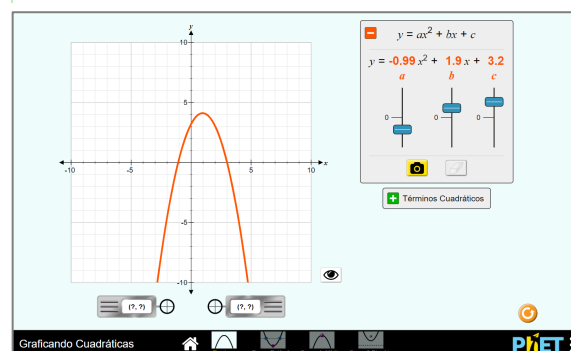 y = ax² + bx + c
y = -0.99 x² + 1.9 x + 3.2
a b c
0 0 0
Términos Cuadráticos
y
10
5
-10 -5 5 10 x
-5
-10
(?, ?) (?, ?)
Graficando Cuadráticas
PhET